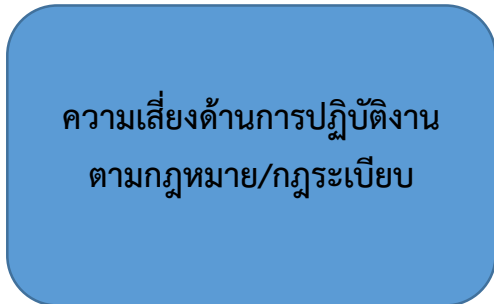 ความเสี่ยงด้านการปฏิบัติงาน
ตามกฎหมาย/กฎระเบียบ